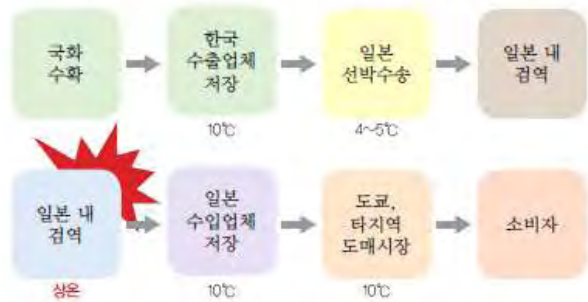 국화
수확
한국
수출업체
저장
10℃
일본
선박수송
4~5℃
일본 내
검역
일본 내
검역
상온
일본
수입업체
저장
10℃
도쿄,
타지역
도매시장
10℃
소비자